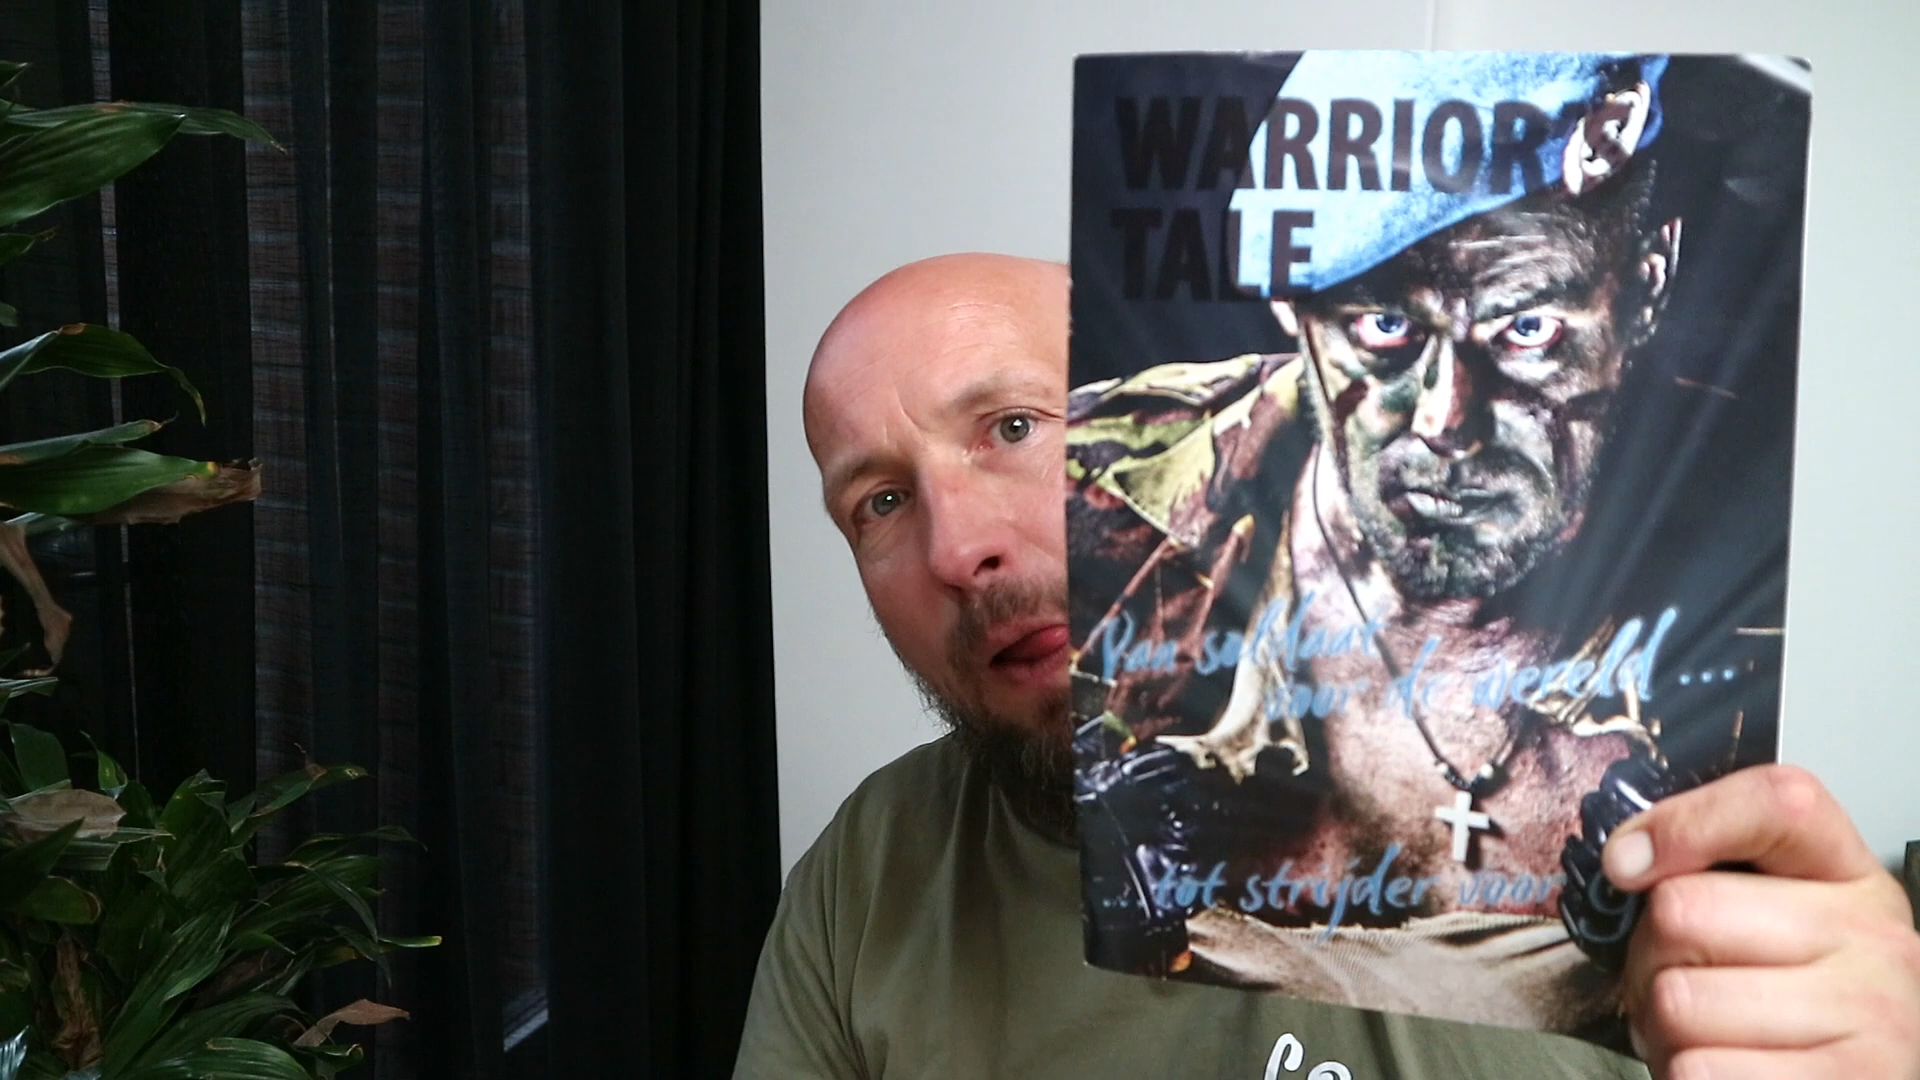 WARRIOR'S
TALE
Van soldaat
voor de wereld ...
... tot strijder voor G